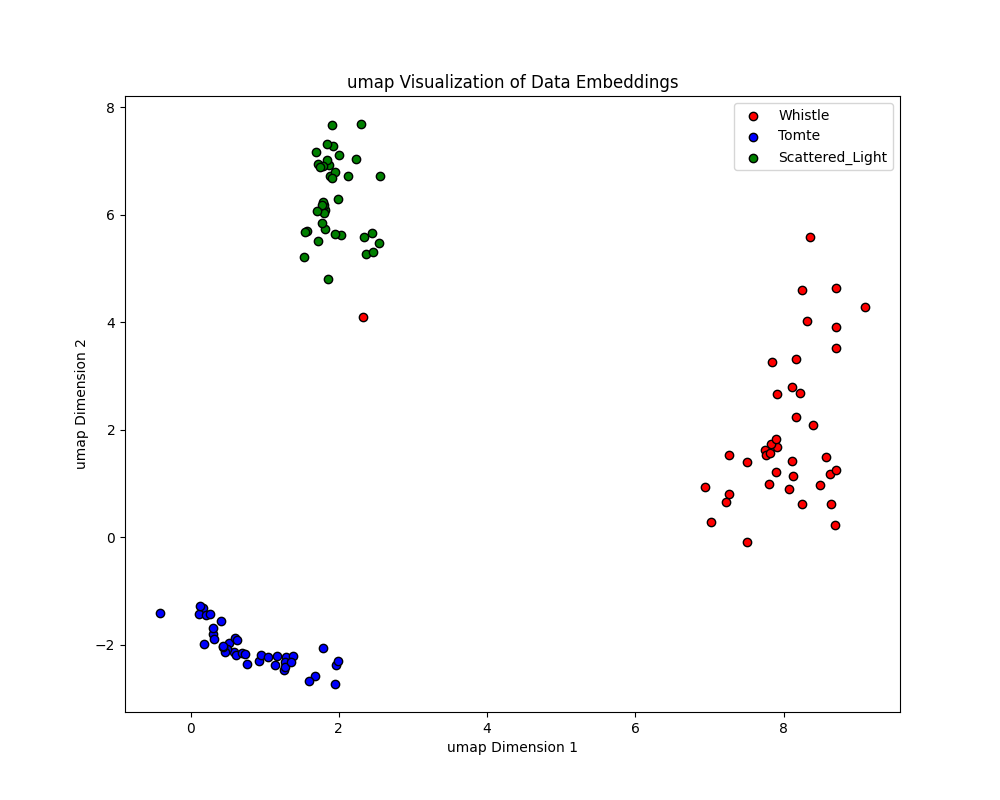 umap Visualization of Data Embeddings
Whistle
Tomte
Scattered_Light
8
6
4
2
0
−2
umap Dimension 2
0
2
4
6
8
umap Dimension 1